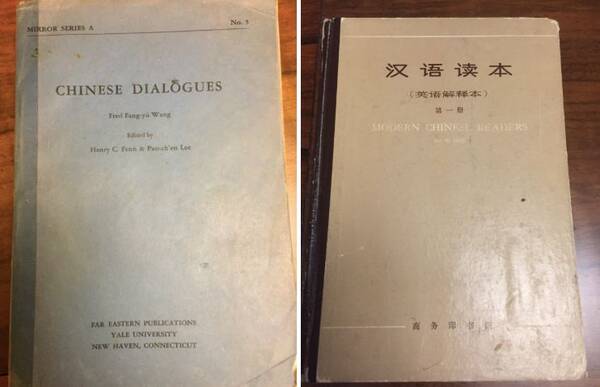 MIRROR SERIES A No. 5
CHINESE DIALOGUES
Fred Fang-yu Wang
Edited by
Henry C. Fenn & Pao-ch'en Lee
FAR EASTERN PUBLICATIONS
YALE UNIVERSITY
NEW HAVEN, CONNECTICUT
汉语读本
(英语解释本)
第一册
MODERN CHINESE READERS
商务印书馆